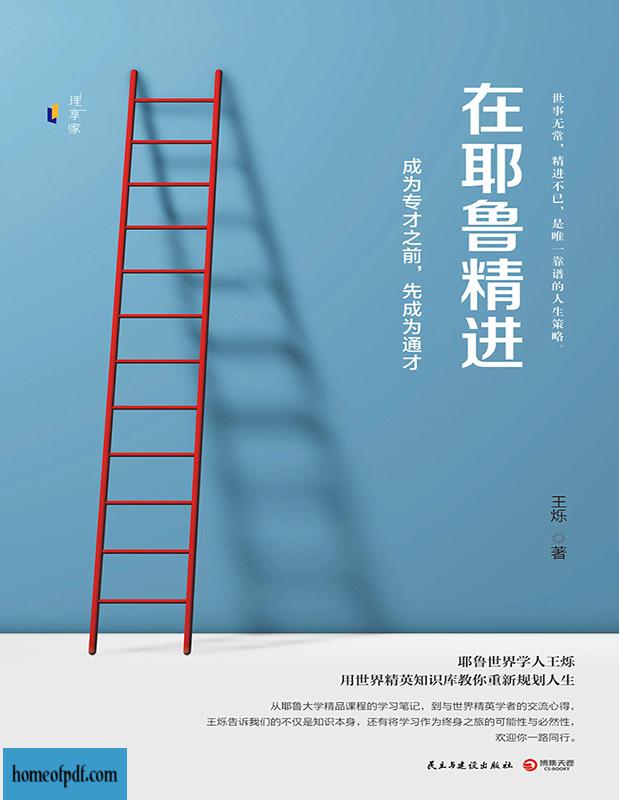 理享家
世事无常，精进不已，是唯一靠谱的人生策略。
在耶鲁精进
成为专才之前，先成为通才
王烁 ◎ 著
耶鲁世界学人王烁
用世界精英知识库教你重新规划人生
从耶鲁大学精品课程的学习笔记，到与世界精英学者的交流心得，
王烁告诉我们的不仅是知识本身，还有将学习作为终身之旅的可能性与必然性，
欢迎你一路同行。
民主与建设出版社
博集天卷
CS-BOOKY
homeofpdf.com